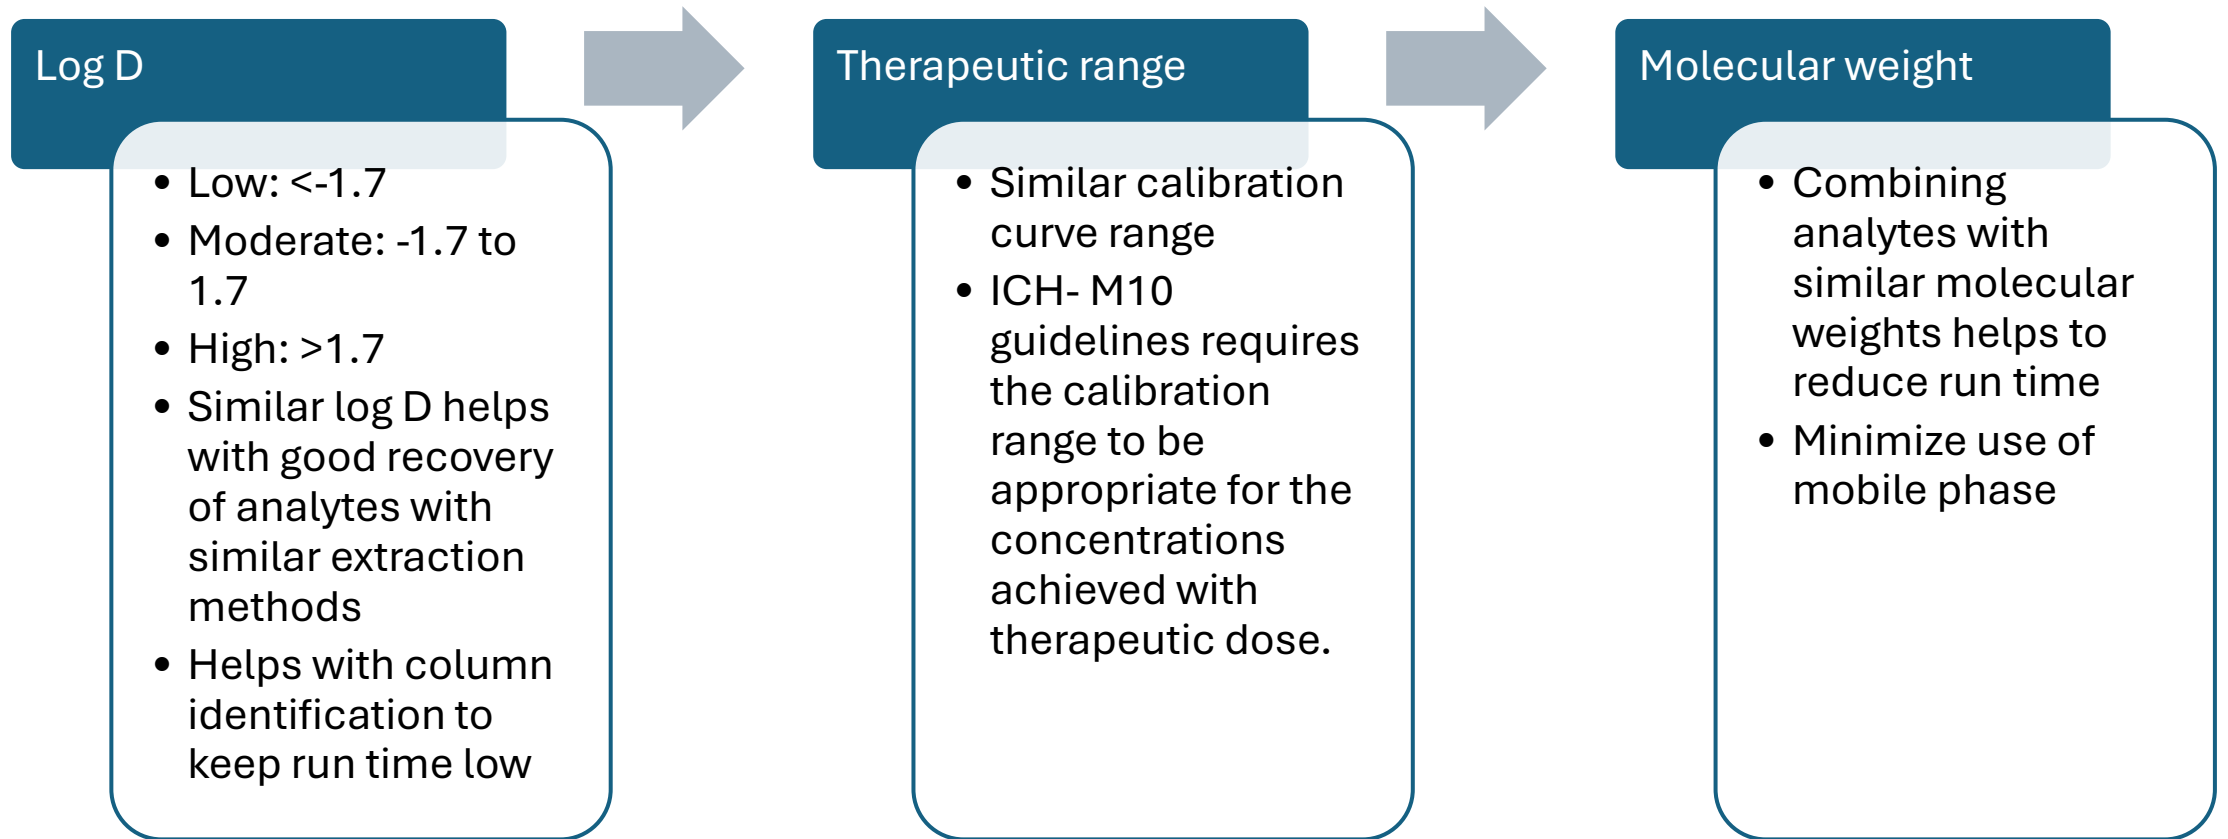 Log D
• Low: <-1.7
• Moderate: -1.7 to
1.7
• High: >1.7
• Similar log D helps
with good recovery
of analytes with
similar extraction
methods
• Helps with column
identification to
keep run time low
Therapeutic range
• Similar calibration
curve range
• ICH- M10
guidelines requires
the calibration
range to be
appropriate for the
concentrations
achieved with
therapeutic dose.
Molecular weight
• Combining
analytes with
similar molecular
weights helps to
reduce run time
• Minimize use of
mobile phase